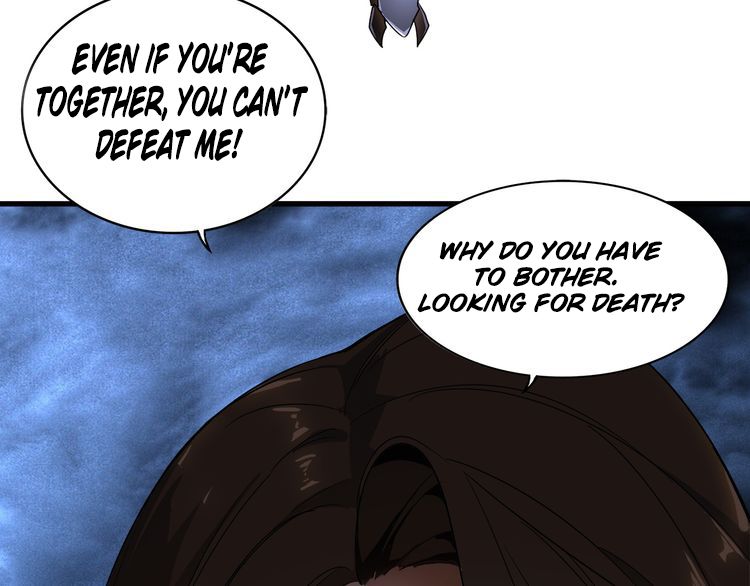 EVEN IF YOU'RE
TOGETHER, YOU CAN'T
DEFEAT ME!
WHY DO YOU HAVE
TO BOTHER.
LOOKING FOR DEATH?